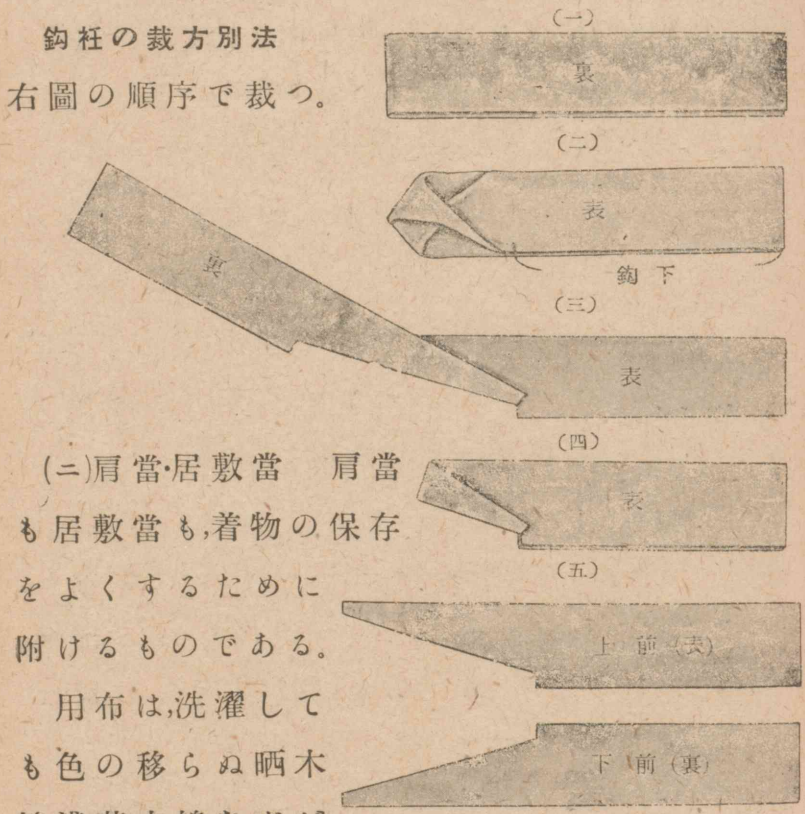 鈎衽の裁方別法
右圖の順序で裁つ。
(一)
裏
(二)
表
鈎下
(三)
裏
表
(四)
表
(五)
上前(表)
下前(裏)
(ニ)肩當・居敷當　肩當
も居敷當も,着物の保存
をよくするために
附けるものである。
用布は,洗濯して
も色の移らぬ晒木